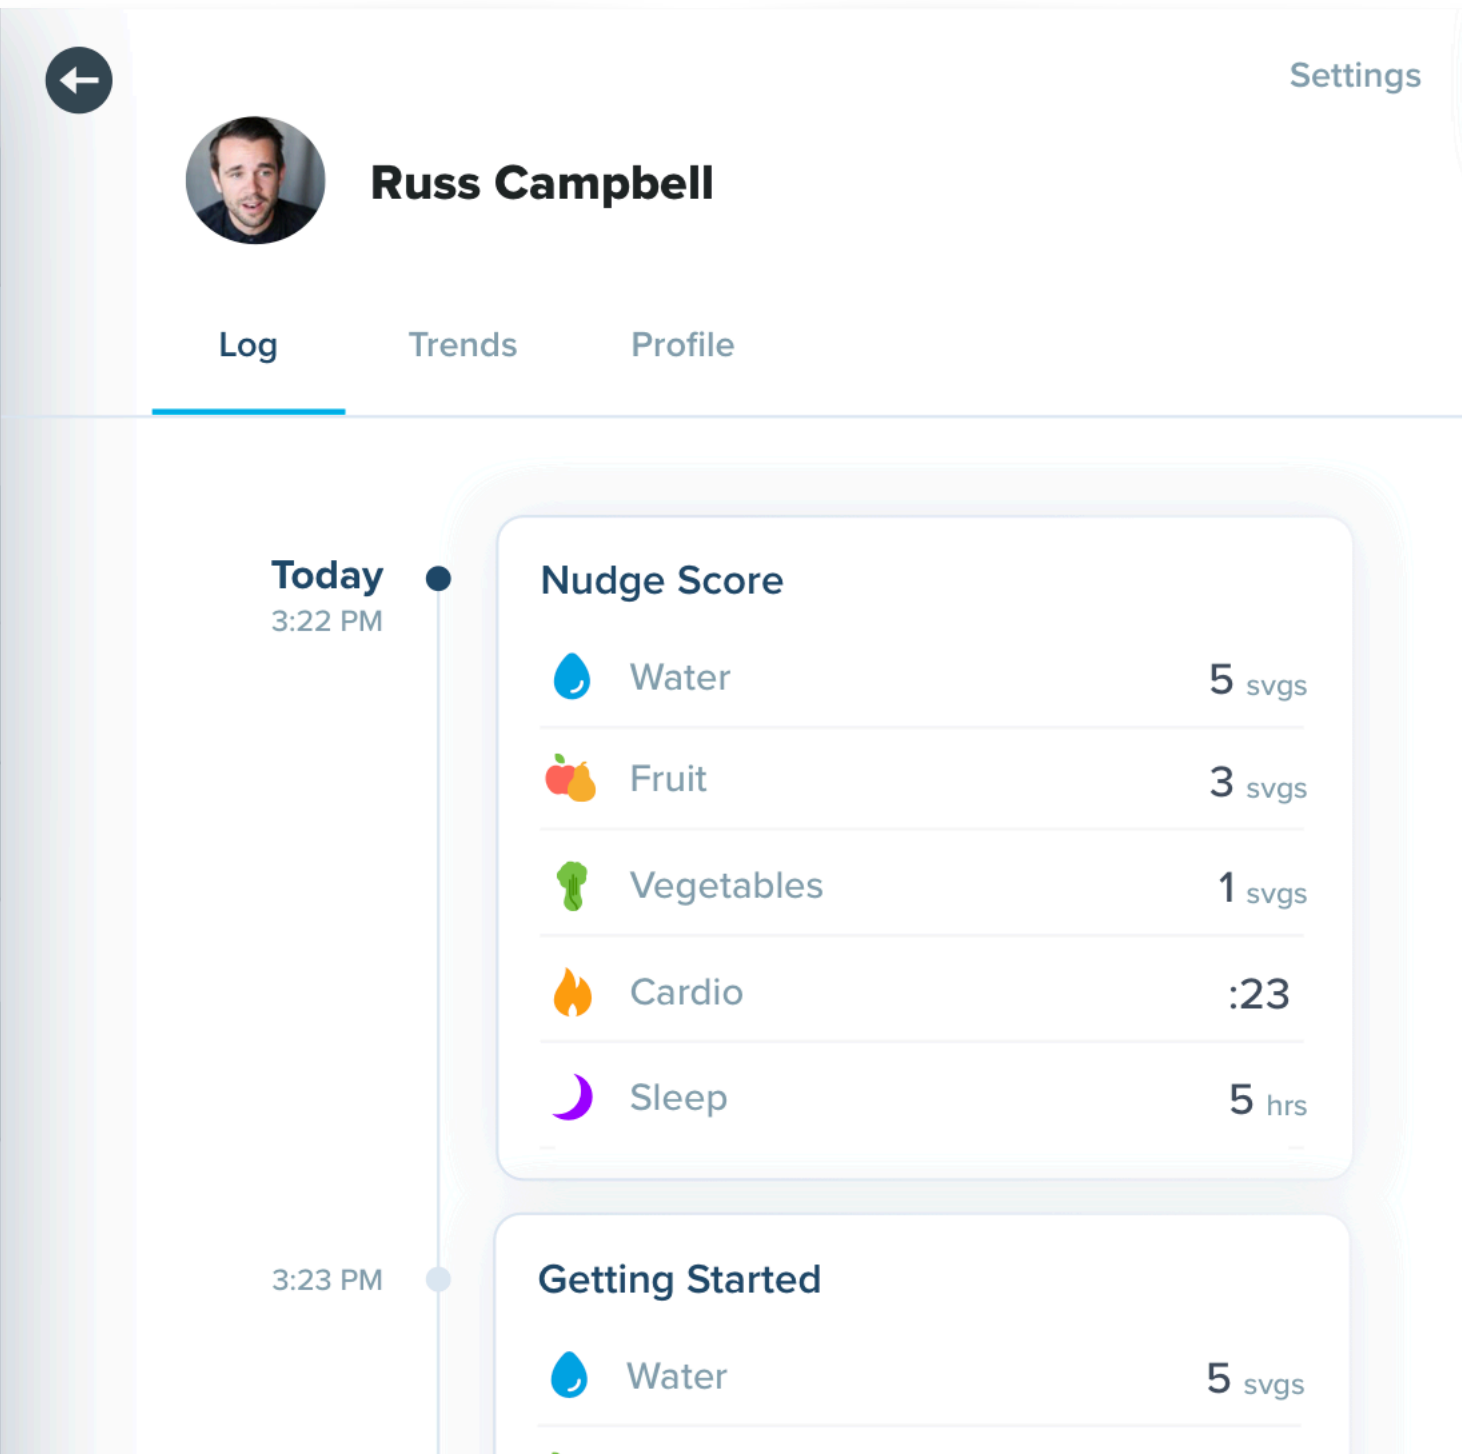 Settings
Russ Campbell
Log Trends Profile
Today
3:22 PM
Nudge Score
Water 5 svgs
Fruit 3 svgs
Vegetables 1 svgs
Cardio :23
Sleep 5 hrs
3:23 PM
Getting Started
Water 5 svgs